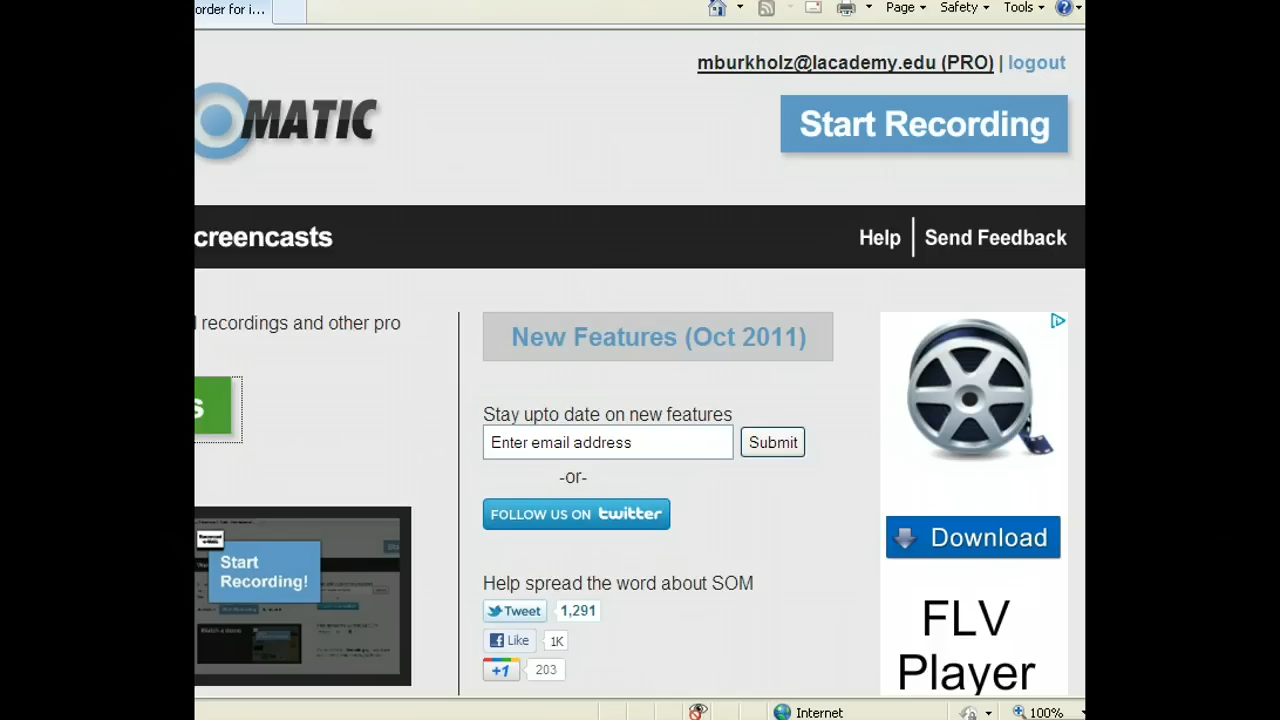 order for i...
Page
Safety
Tools
mburkholz@lacademy.edu (PRO) | logout
MATIC
Start Recording
creencasts
Help
Send Feedback
recordings and other pro
New Features (Oct 2011)
s
Stay upto date on new features
Enter email address
Submit
-or-
FOLLOW US ON twitter
Start
Recording!
Download
Help spread the word about SOM
Tweet
1,291
Like
1K
+1
203
FLV
Player
Internet
100%